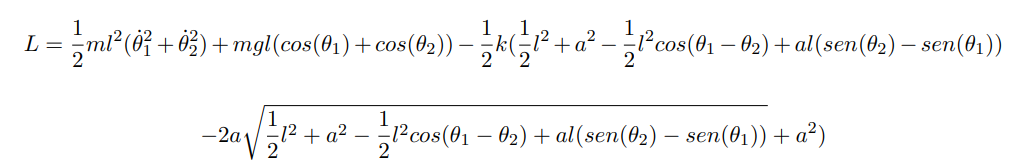 L = \frac{1}{2}ml^2(\dot{\theta}_1^2 + \dot{\theta}_2^2) + mgl(cos(\theta_1) + cos(\theta_2)) - \frac{1}{2}k(\frac{1}{2}l^2 + a^2 - \frac{1}{2}l^2cos(\theta_1 - \theta_2) + al(sen(\theta_2) - sen(\theta_1))
-2a\sqrt{\frac{1}{2}l^2 + a^2 - \frac{1}{2}l^2cos(\theta_1 - \theta_2) + al(sen(\theta_2) - sen(\theta_1))} + a^2)